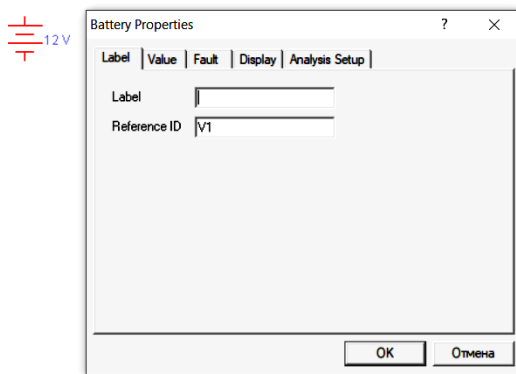 12 V
Battery Properties ? ×
Label Value Fault Display Analysis Setup
Label
Reference ID V1
OK Отмена